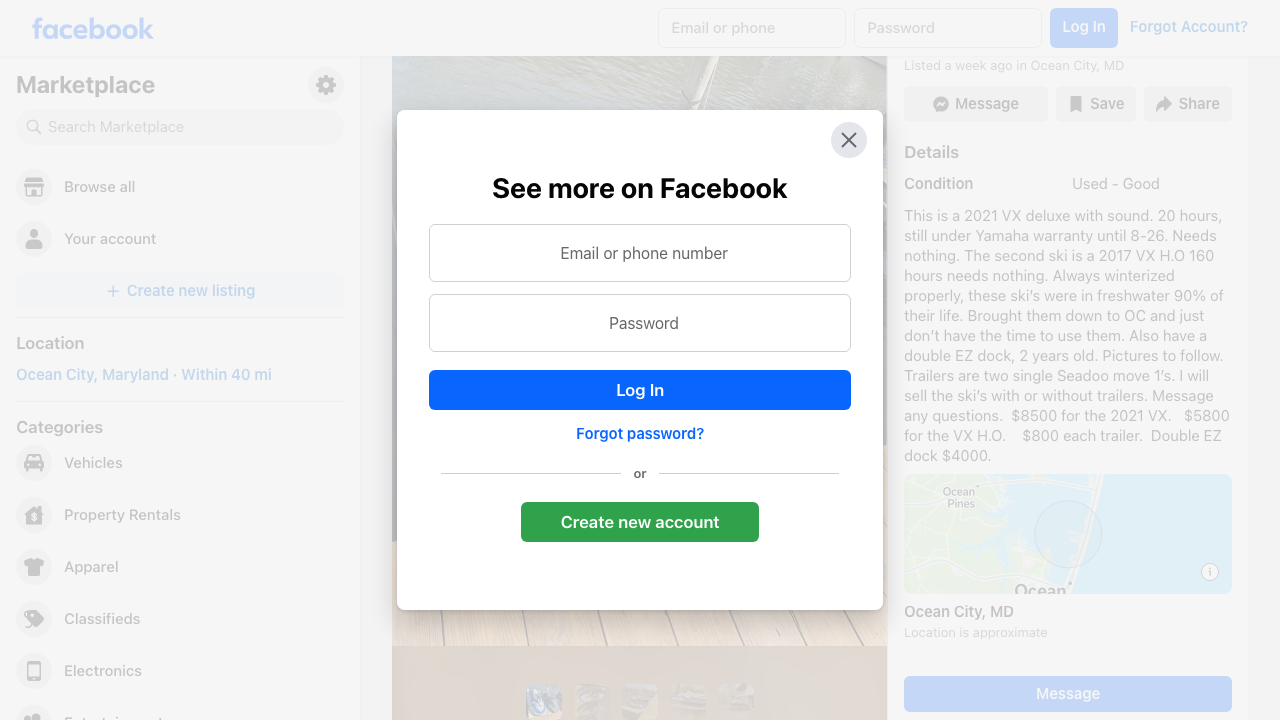 facebook
Email or phone
Password
Log In
Forgot Account?
Marketplace
Search Marketplace
Browse all
Your account
Create new listing
Location
Ocean City, Maryland · Within 40 mi
Categories
Vehicles
Property Rentals
Apparel
Classifieds
Electronics
See more on Facebook
Email or phone number
Password
Log In
Forgot password?
or
Create new account
Listed a week ago in Ocean City, MD
Message
Save
Share
Details
Condition
Used - Good
This is a 2021 VX deluxe with sound. 20 hours,
still under Yamaha warranty until 8-26. Needs
nothing. The second ski is a 2017 VX H.O 160
hours needs nothing. Always winterized
properly, these ski's were in freshwater 90% of
their life. Brought them down to OC and just
don't have the time to use them. Also have a
double EZ dock, 2 years old. Pictures to follow.
Trailers are two single Seadoo move 1's. I will
sell the ski's with or without trailers. Message
any questions. $8500 for the 2021 VX. $5800
for the VX H.O. $800 each trailer. Double EZ
dock $4000.
Ocean
Pines
Ocean
Ocean City, MD
Location is approximate
Message